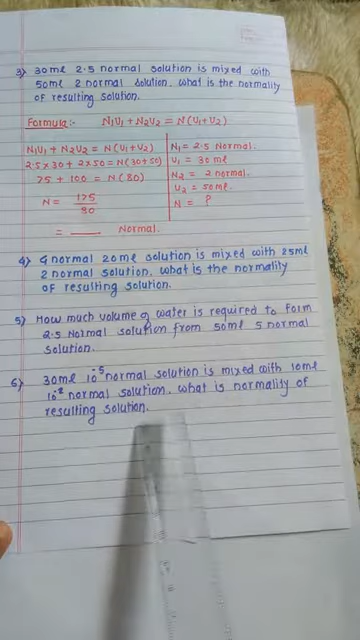 3) 30ml 2.5 normal solution is mixed with
50ml 2 normal solution. what is the normality
of resulting solution.
Formula:- N1V1 + N2V2 = N(V1+V2)
N1V1 + N2V2 = N(V1+V2)
2.5x30 + 2x50 = N(30+50)
75 + 100 = N(80)
N = 175
80
= ____ Normal.
N1 = 2.5 Normal.
V1 = 30 ml
N2 = 2 normal.
V2 = 50ml.
N = ?
4) 4 normal 20ml solution is mixed with 25ml
2 normal solution. what is the normality
of resulting solution.
5) How much volume of water is required to form
2.5 Normal solution from 50ml 5 normal
solution.
6) 30ml 10⁻⁵ normal solution is mixed with 10ml
10⁻² normal solution. what is normality of
resulting solution.